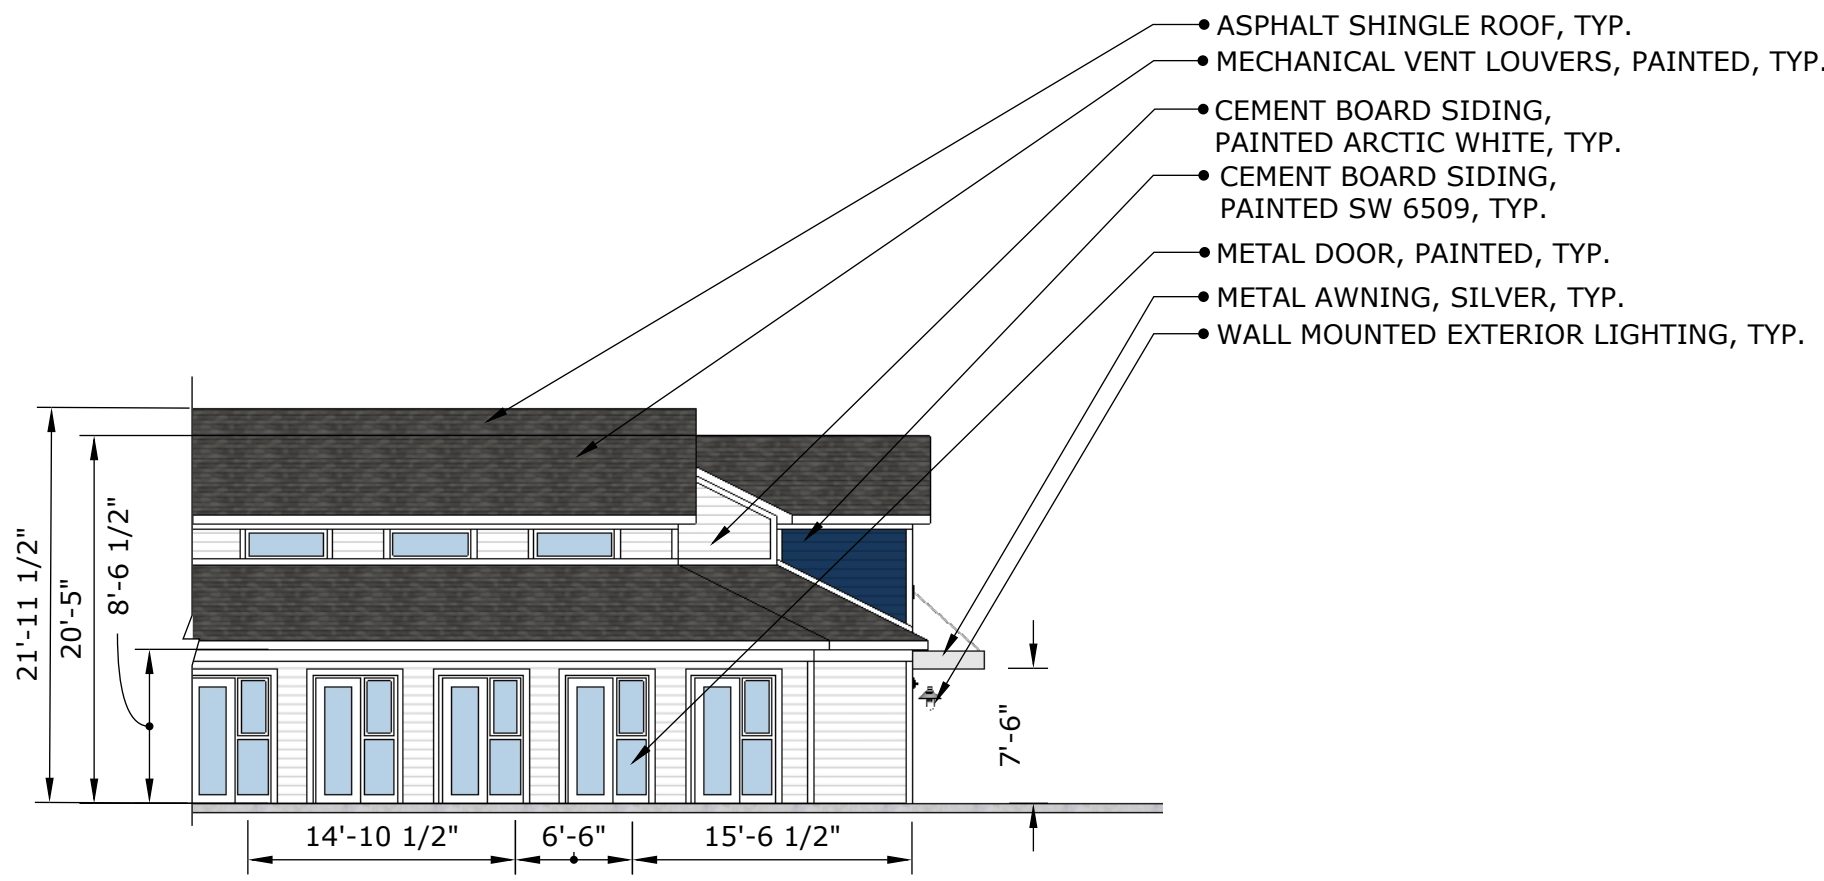 ASPHALT SHINGLE ROOF, TYP.
MECHANICAL VENT LOUVERS, PAINTED, TYP.
CEMENT BOARD SIDING,
PAINTED ARCTIC WHITE, TYP.
CEMENT BOARD SIDING,
PAINTED SW 6509, TYP.
METAL DOOR, PAINTED, TYP.
METAL AWNING, SILVER, TYP.
WALL MOUNTED EXTERIOR LIGHTING, TYP.
21'-11 1/2"
20'-5"
8'-6 1/2"
7'-6"
14'-10 1/2"
6'-6"
15'-6 1/2"